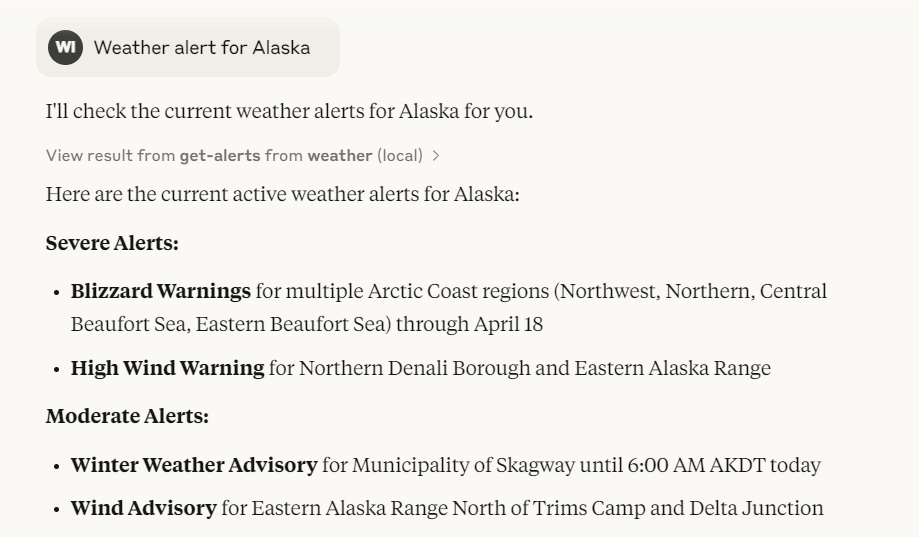 WI Weather alert for Alaska
I'll check the current weather alerts for Alaska for you.
View result from get-alerts from weather (local) >
Here are the current active weather alerts for Alaska:
Severe Alerts:
• Blizzard Warnings for multiple Arctic Coast regions (Northwest, Northern, Central
Beaufort Sea, Eastern Beaufort Sea) through April 18
• High Wind Warning for Northern Denali Borough and Eastern Alaska Range
Moderate Alerts:
• Winter Weather Advisory for Municipality of Skagway until 6:00 AM AKDT today
• Wind Advisory for Eastern Alaska Range North of Trims Camp and Delta Junction